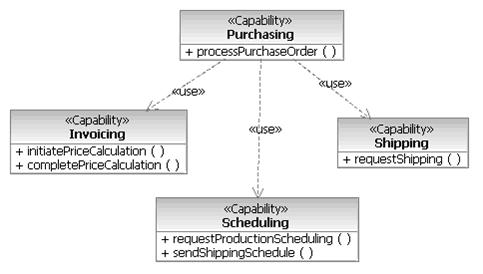 «Capability»
Purchasing
+ processPurchaseOrder ( )
«use»
«use»
«use»
«Capability»
Invoicing
+ initiatePriceCalculation ( )
+ completePriceCalculation ( )
«Capability»
Shipping
+ requestShipping ( )
«Capability»
Scheduling
+ requestProductionScheduling ( )
+ sendShippingSchedule ( )